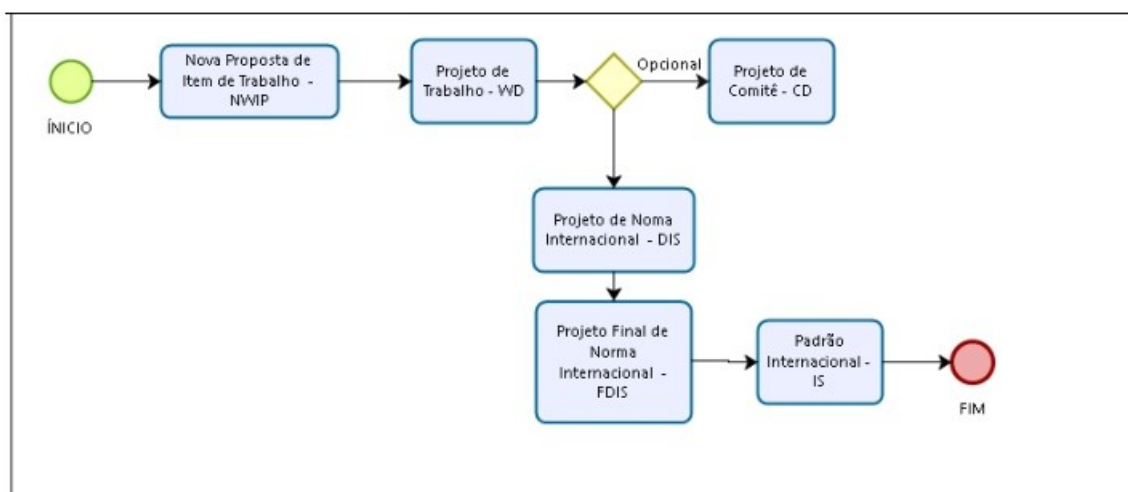 Nova Proposta de
Item de Trabalho -
NWIP
Projeto de
Trabalho - WD
Opcional
Projeto de
Comitê - CD
ÍNICIO
Projeto de Noma
Internacional - DIS
Projeto Final de
Norma
Internacional -
FDIS
Padrão
Internacional -
IS
FIM